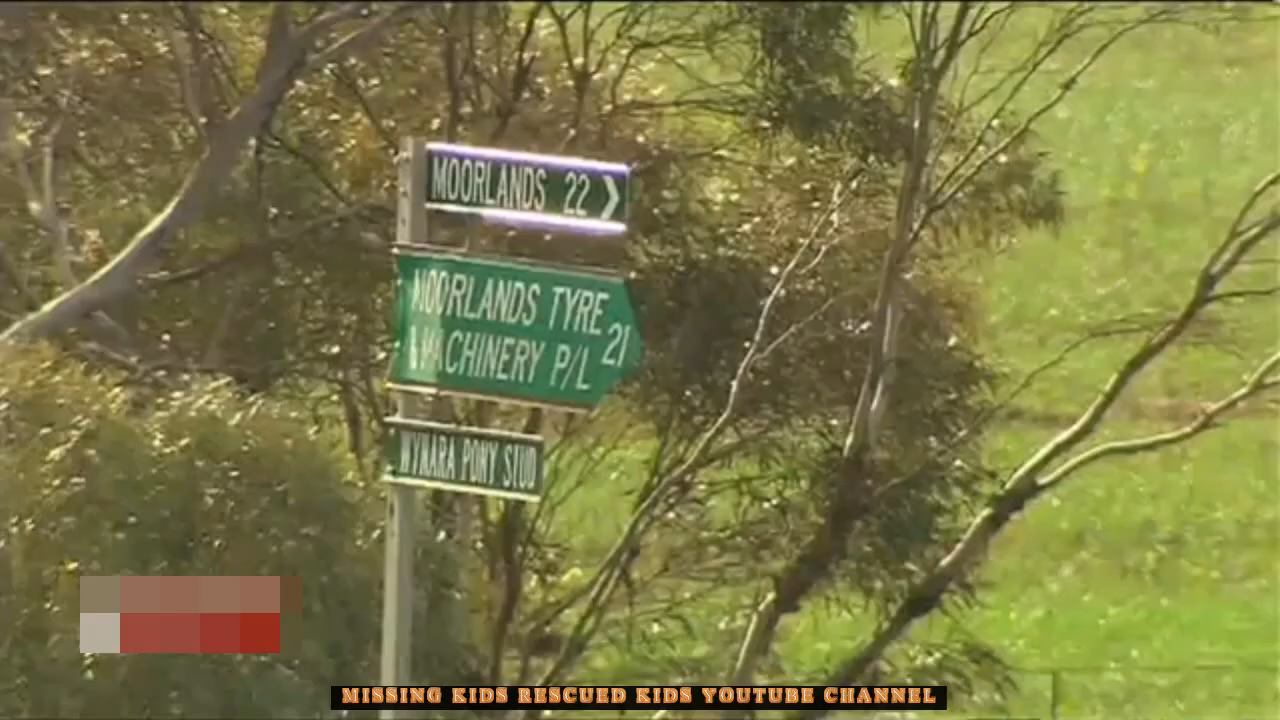 MOORLANDS 22
MOORLANDS TYRE
MACHINERY P/L 21
WYNARA PONY STUD
MISSING KIDS RESCUED KIDS YOUTUBE CHANNEL